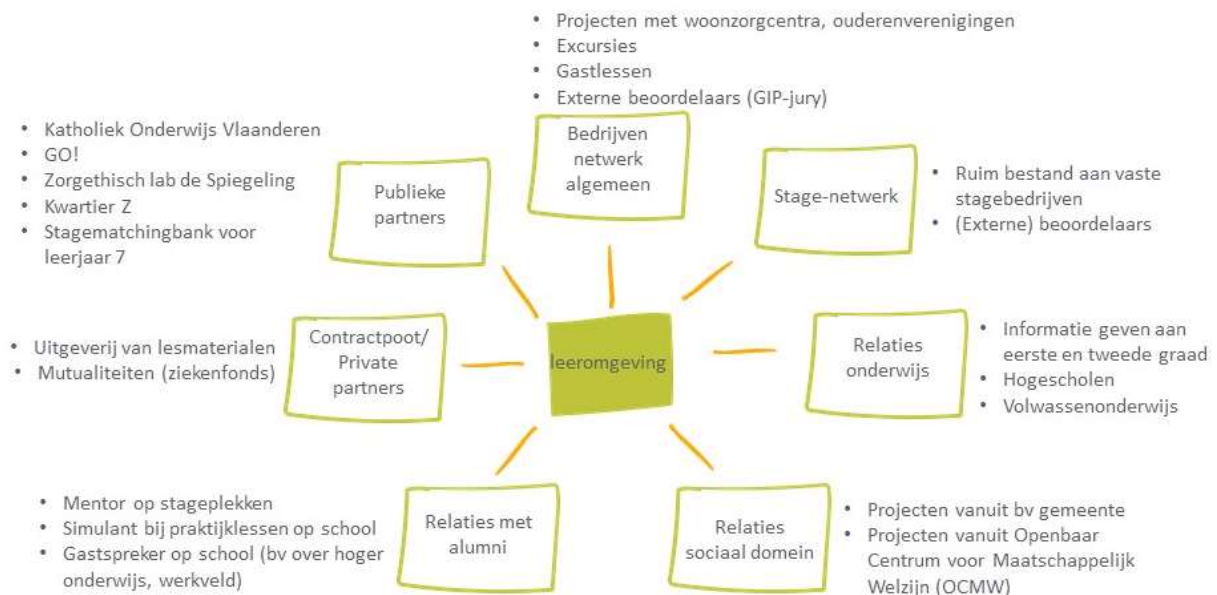 • Projecten met woonzorgcentra, ouderenverenigingen
• Excursies
• Gastlessen
• Externe beoordelaars (GIP-jury)
Bedrijven
netwerk
algemeen
• Katholiek Onderwijs Vlaanderen
• GO!
• Zorgethisch lab de Spiegeling
• Kwartier Z
• Stagematchingbank voor
leerjaar 7
Publieke
partners
Stage-netwerk
• Ruim bestand aan vaste
stagebedrijven
• (Externe) beoordelaars
• Uitgeverij van lesmaterialen
• Mutualiteiten (ziekenfonds)
Contractpoot/
Private
partners
leeromgeving
Relaties
onderwijs
• Informatie geven aan
eerste en tweede graad
• Hogescholen
• Volwassenonderwijs
• Mentor op stageplekken
• Simulant bij praktijklessen op school
• Gastspreker op school (bv over hoger
onderwijs, werkveld)
Relaties met
alumni
Relaties
sociaal domein
• Projecten vanuit bv gemeente
• Projecten vanuit Openbaar
Centrum voor Maatschappelijk
Welzijn (OCMW)